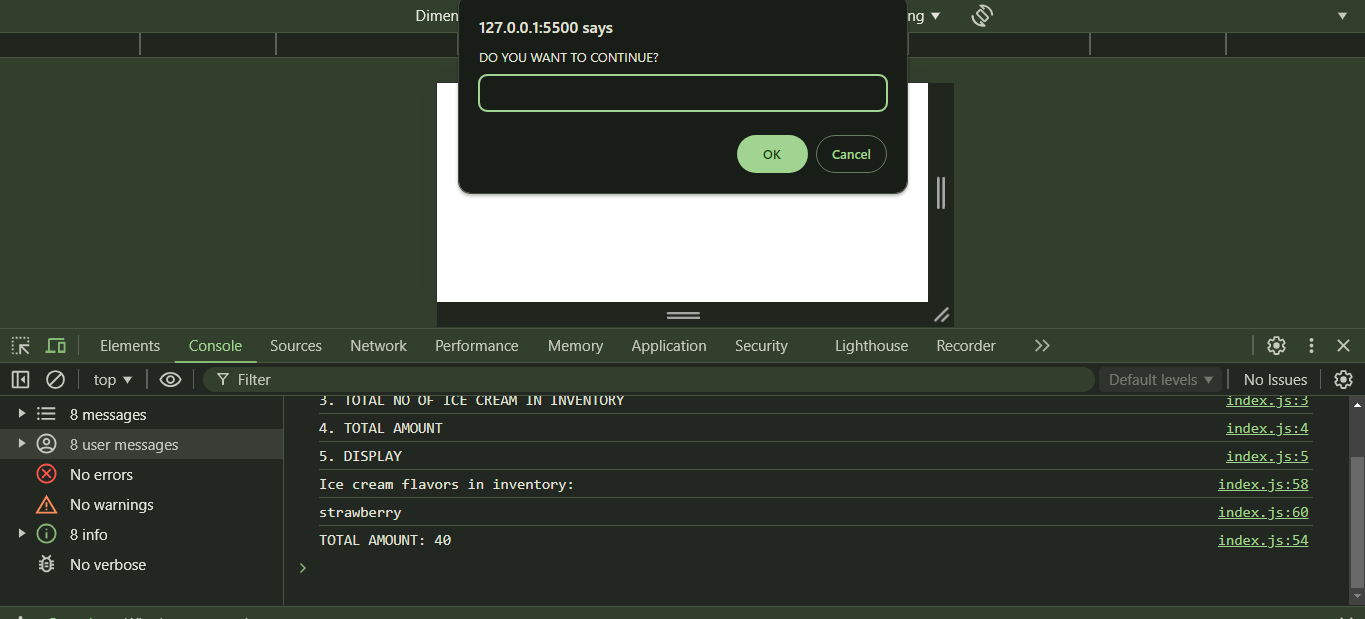 Dimen
ng
127.0.0.1:5500 says
DO YOU WANT TO CONTINUE?
OK Cancel
Elements Console Sources Network Performance Memory Application Security Lighthouse Recorder
top Filter Default levels No Issues
8 messages
8 user messages
No errors
No warnings
8 info
No verbose
3. TOTAL NO OF ICE CREAM IN INVENTORY index.js:3
4. TOTAL AMOUNT index.js:4
5. DISPLAY index.js:5
Ice cream flavors in inventory: index.js:58
strawberry index.js:60
TOTAL AMOUNT: 40 index.js:54